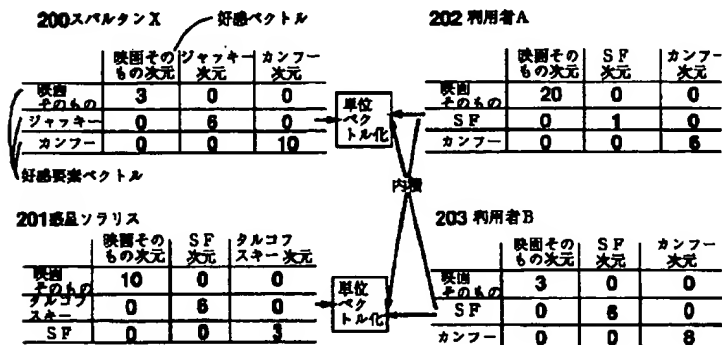 200スパルタンX
好感ベクトル
映画そのもの次元 ジャッキー次元 カンフー次元
映画そのもの 3 0 0
ジャッキー 0 6 0
カンフー 0 0 10
好感要素ベクトル
単位ベクトル化
202 利用者A
映画そのもの次元 SF次元 カンフー次元
映画そのもの 20 0 0
SF 0 1 0
カンフー 0 0 6
内積
201惑星ソラリス
映画そのもの次元 SF次元 タルコフスキー次元
映画そのもの 10 0 0
タルコフスキー 0 6 0
SF 0 0 3
単位ベクトル化
203 利用者B
映画そのもの次元 SF次元 カンフー次元
映画そのもの 3 0 0
SF 0 6 0
カンフー 0 0 8